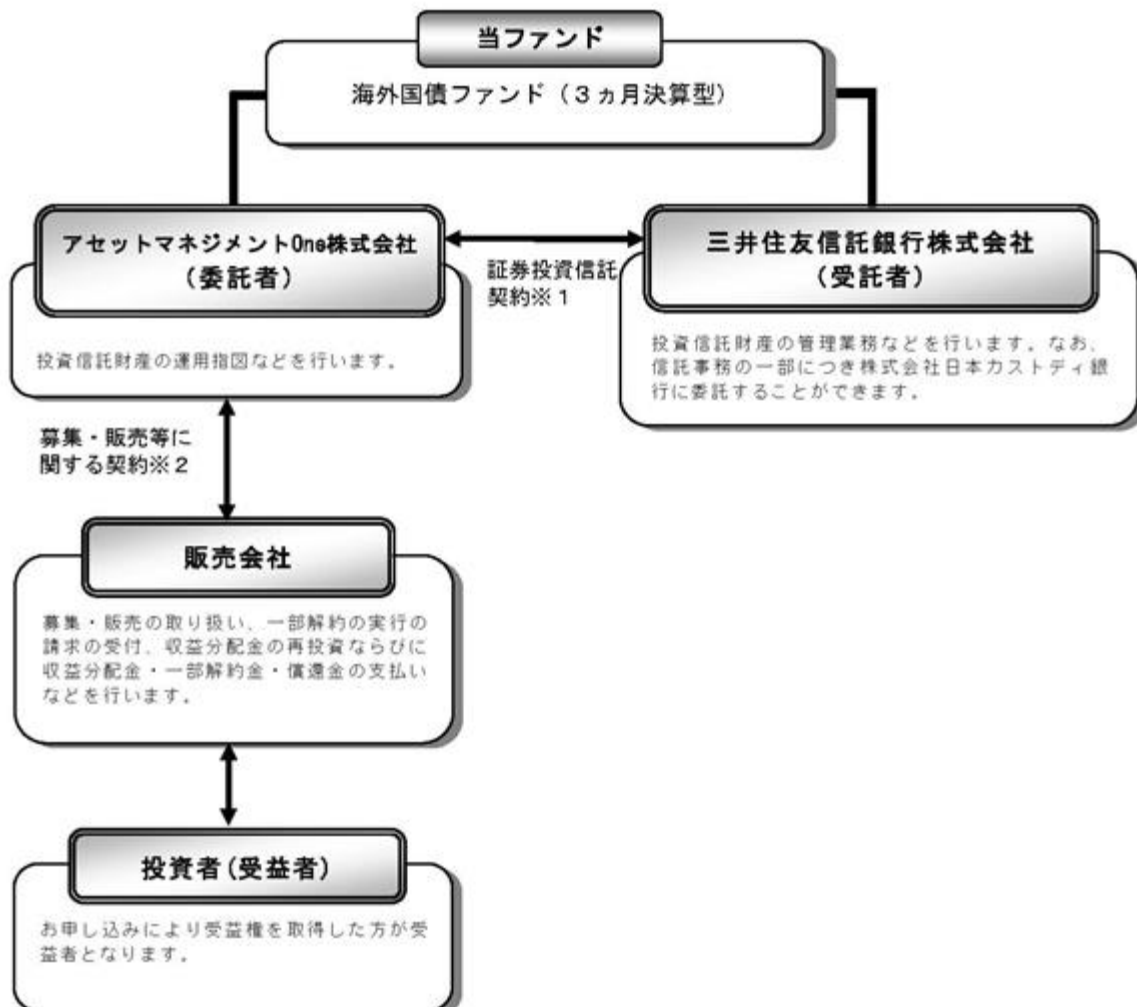 当ファンド
海外国債ファンド（３ヵ月決算型）
アセットマネジメントOne株式会社
（委託者）
投資信託財産の運用指図などを行います。
証券投資信託
契約※１
三井住友信託銀行株式会社
（受託者）
投資信託財産の管理業務などを行います。なお、
信託事務の一部につき株式会社日本カストディ銀
行に委託することができます。
募集・販売等に
関する契約※２
販売会社
募集・販売の取り扱い、一部解約の実行の
請求の受付、収益分配金の再投資ならびに
収益分配金・一部解約金・償還金の支払い
などを行います。
投資者(受益者)
お申し込みにより受益権を取得した方が受
益者となります。